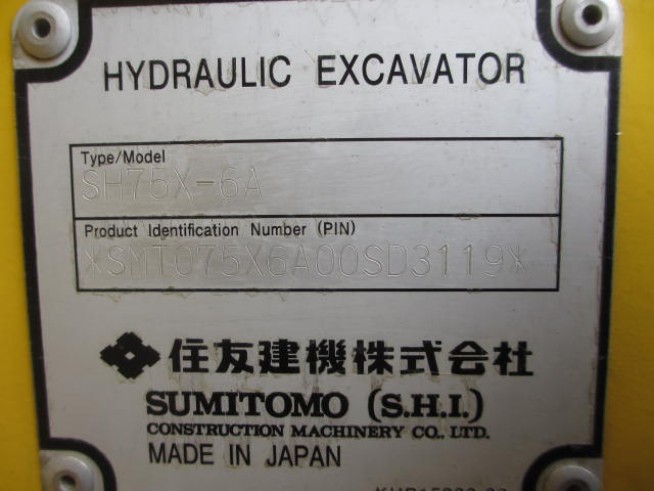 HYDRAULIC EXCAVATOR
Type/Model
SH75X-6A
Product Identification Number (PIN)
*SMT075X6A00SD3119*
住友建機株式会社
SUMITOMO (S.H.I.)
CONSTRUCTION MACHINERY CO., LTD.
MADE IN JAPAN